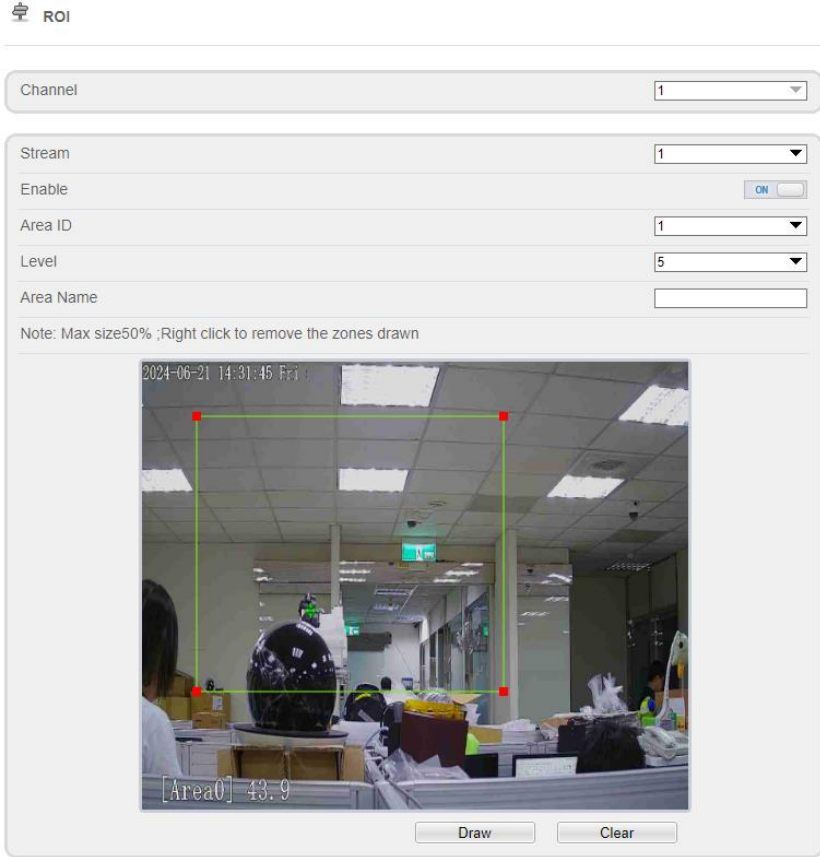 ROI
Channel 1
Stream 1
Enable ON
Area ID 1
Level 5
Area Name
Note: Max size50% ;Right click to remove the zones drawn
2024-06-21 14:31:45 Fri
[Area0] 43.9
Draw Clear